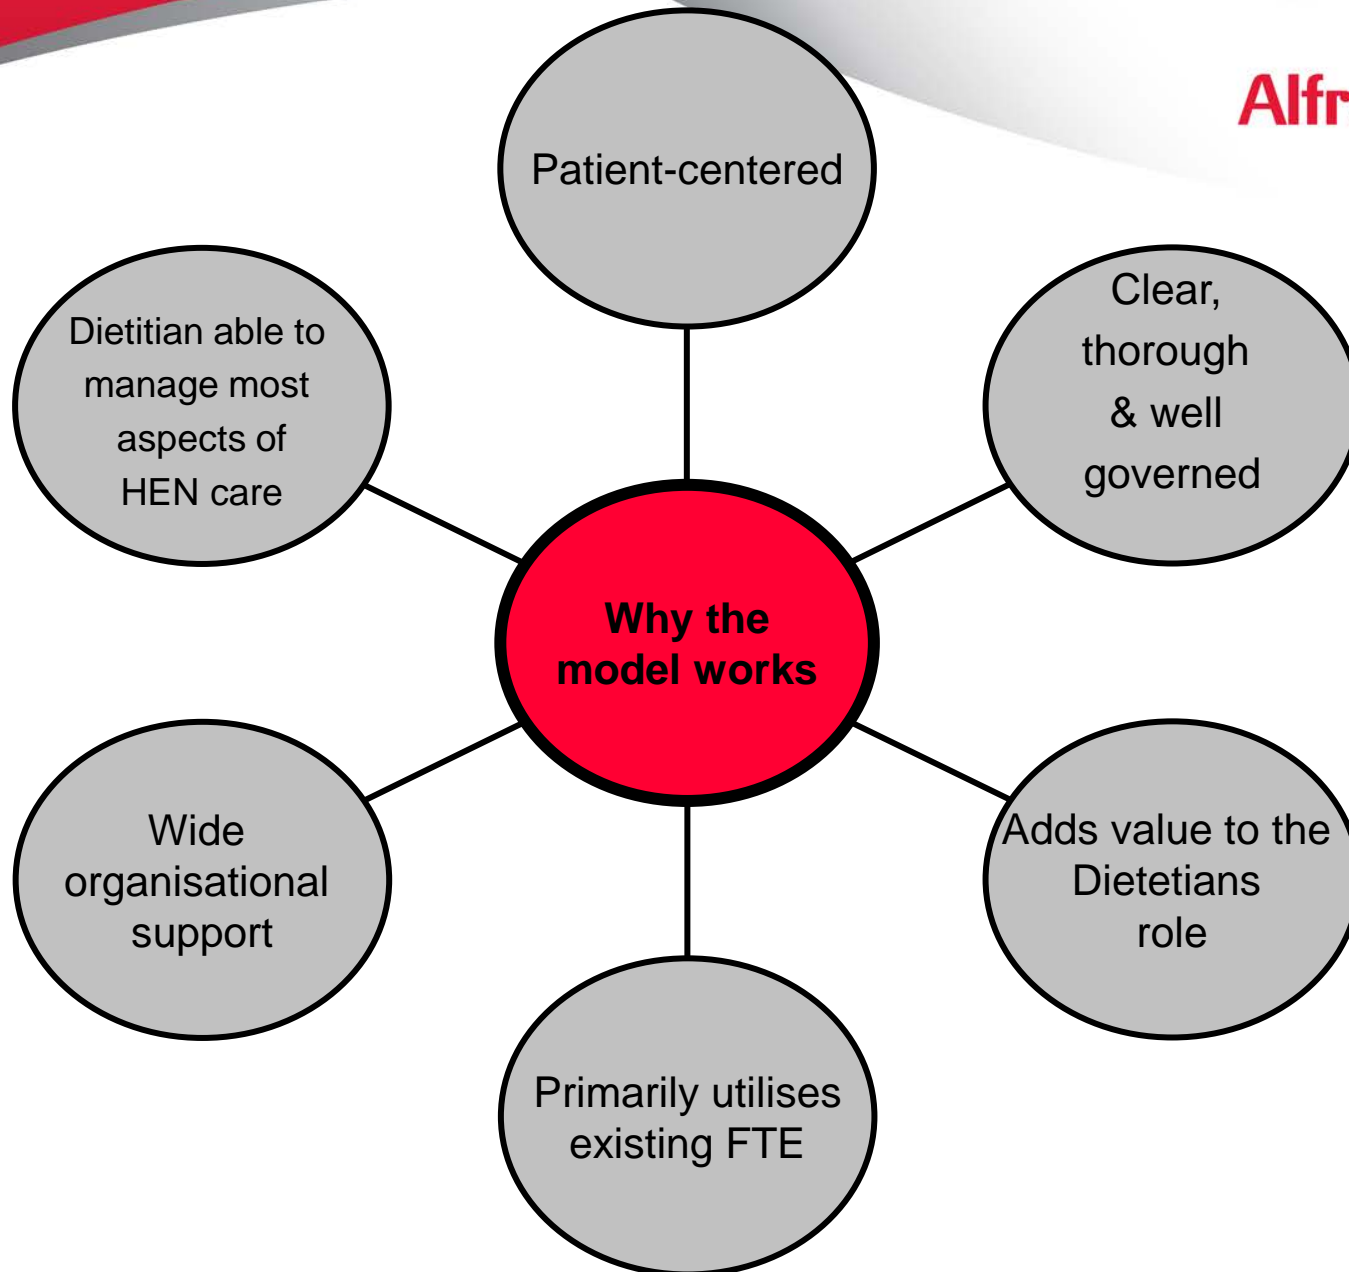 Alfr
Patient-centered
Clear,
thorough
& well
governed
Dietitian able to
manage most
aspects of
HEN care
Why the
model works
Wide
organisational
support
Adds value to the
Dietetians
role
Primarily utilises
existing FTE